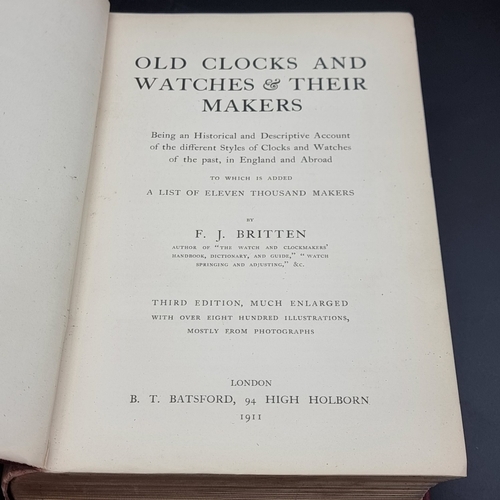 OLD CLOCKS AND
WATCHES & THEIR
MAKERS
Being an Historical and Descriptive Account
of the different Styles of Clocks and Watches
of the past, in England and Abroad
TO WHICH IS ADDED
A LIST OF ELEVEN THOUSAND MAKERS
BY
F. J. BRITTEN
AUTHOR OF "THE WATCH AND CLOCKMAKERS'
HANDBOOK, DICTIONARY, AND GUIDE," "WATCH
SPRINGING AND ADJUSTING," &C.
THIRD EDITION, MUCH ENLARGED
WITH OVER EIGHT HUNDRED ILLUSTRATIONS,
MOSTLY FROM PHOTOGRAPHS
LONDON
B. T. BATSFORD, 94 HIGH HOLBORN
1911